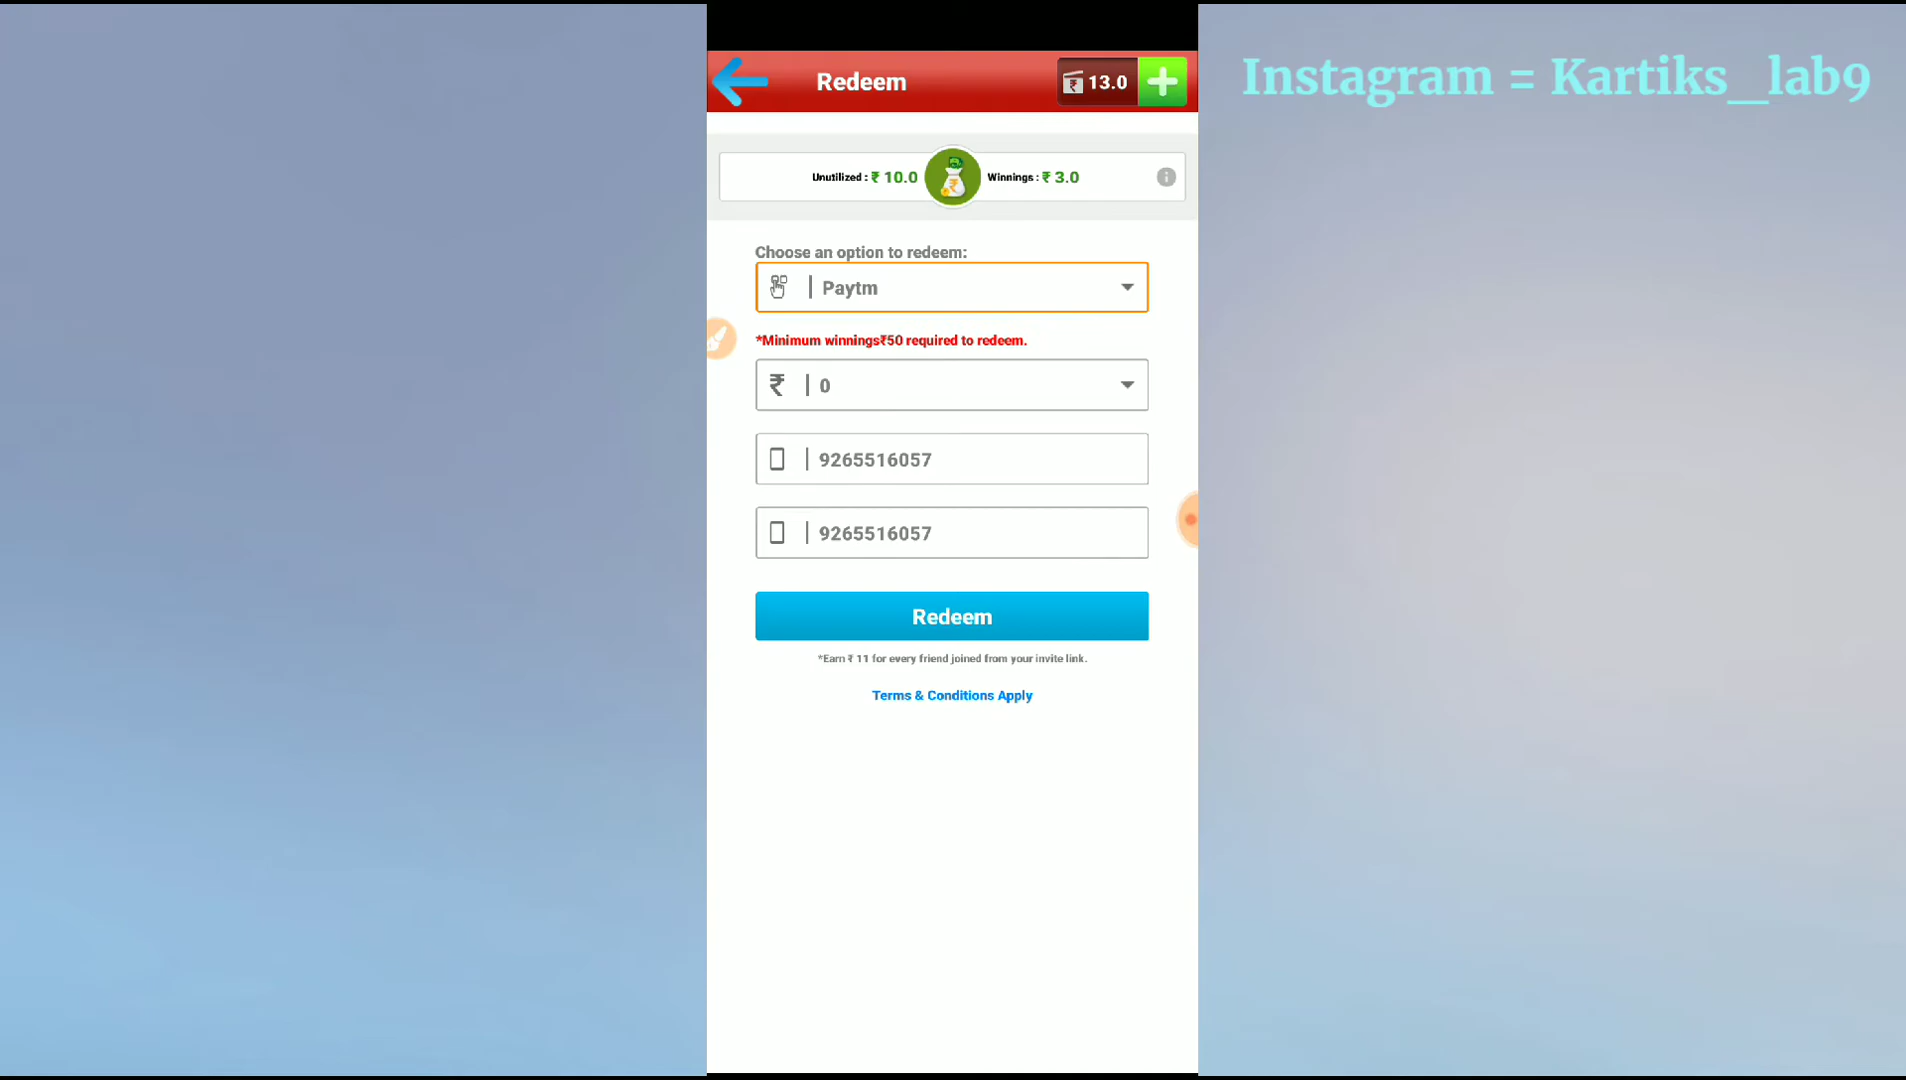 Instagram = Kartiks_lab9
Redeem
₹ 13.0 +
Unutilized : ₹ 10.0
Winnings : ₹ 3.0
Choose an option to redeem:
Paytm
*Minimum winnings₹50 required to redeem.
₹ 0
9265516057
9265516057
Redeem
*Earn ₹ 11 for every friend joined from your invite link.
Terms & Conditions Apply